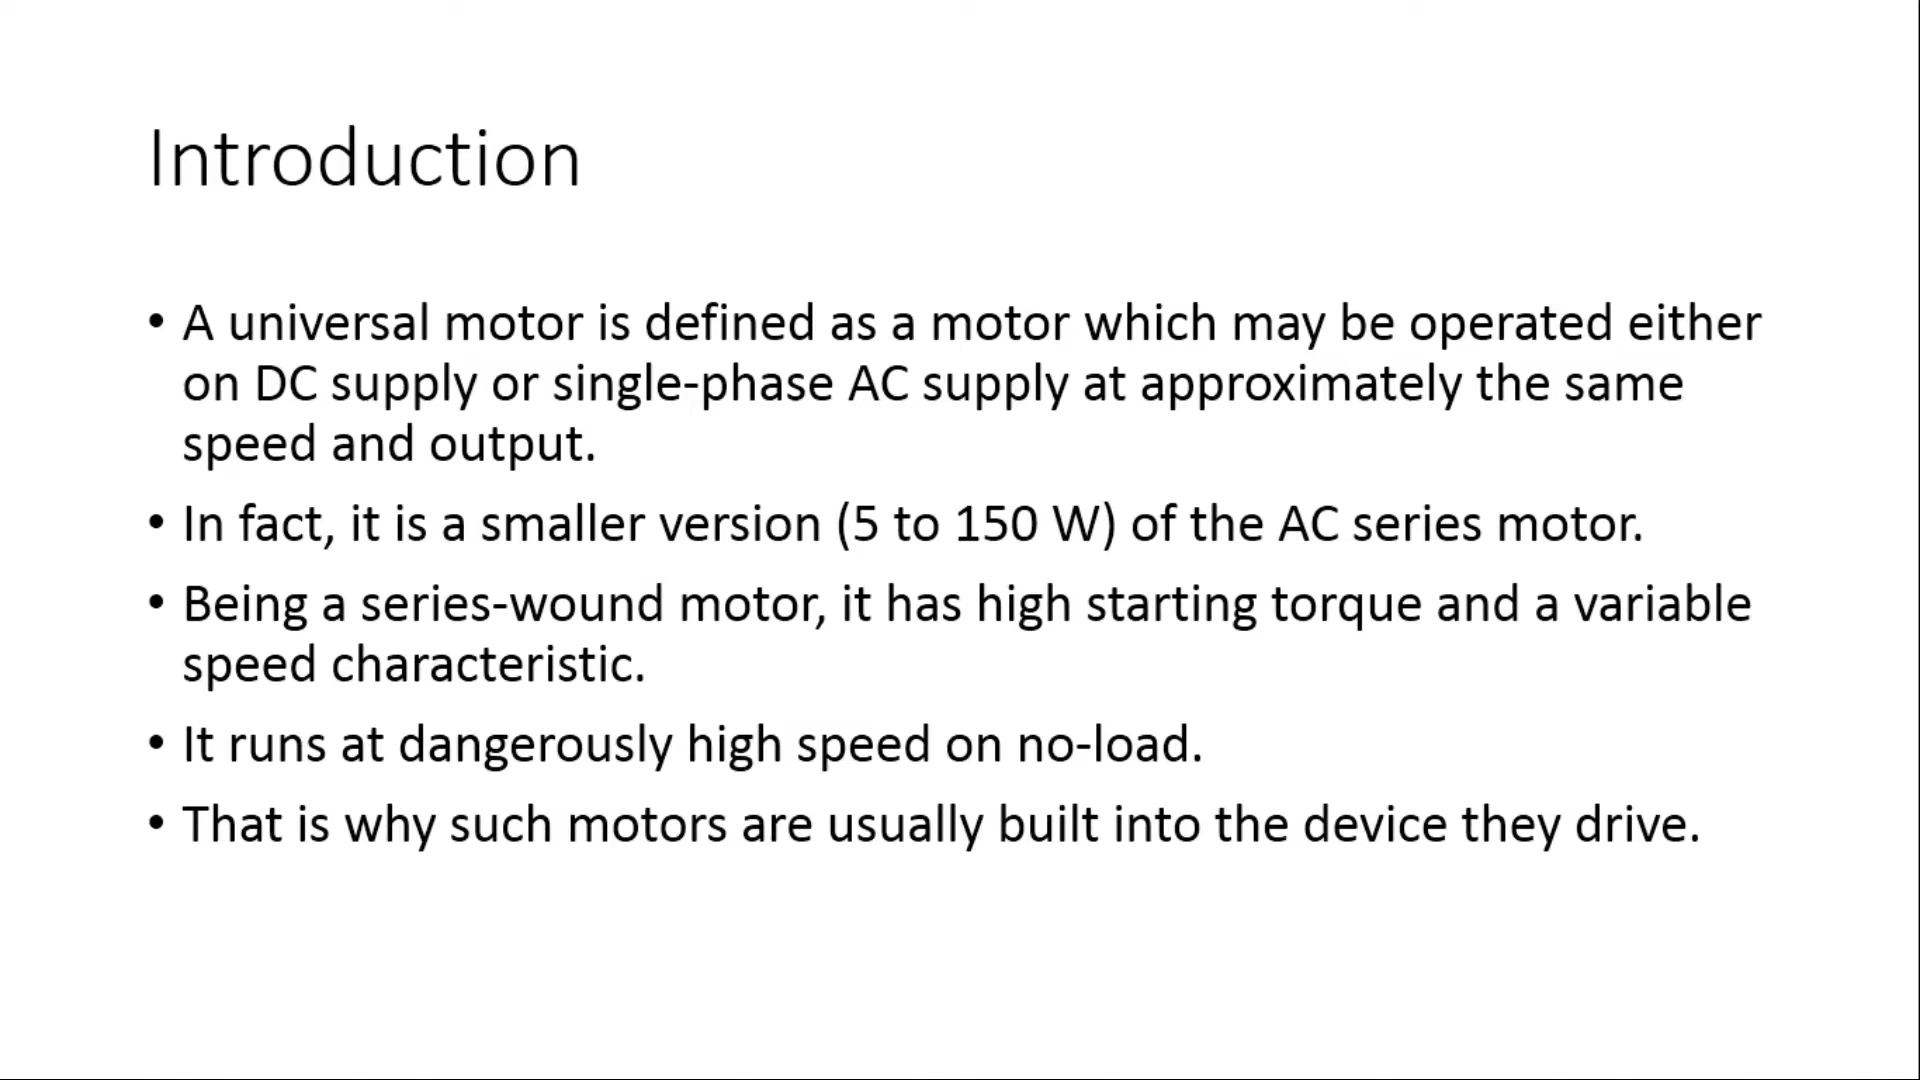 Introduction
• A universal motor is defined as a motor which may be operated either
on DC supply or single-phase AC supply at approximately the same
speed and output.
• In fact, it is a smaller version (5 to 150 W) of the AC series motor.
• Being a series-wound motor, it has high starting torque and a variable
speed characteristic.
• It runs at dangerously high speed on no-load.
• That is why such motors are usually built into the device they drive.